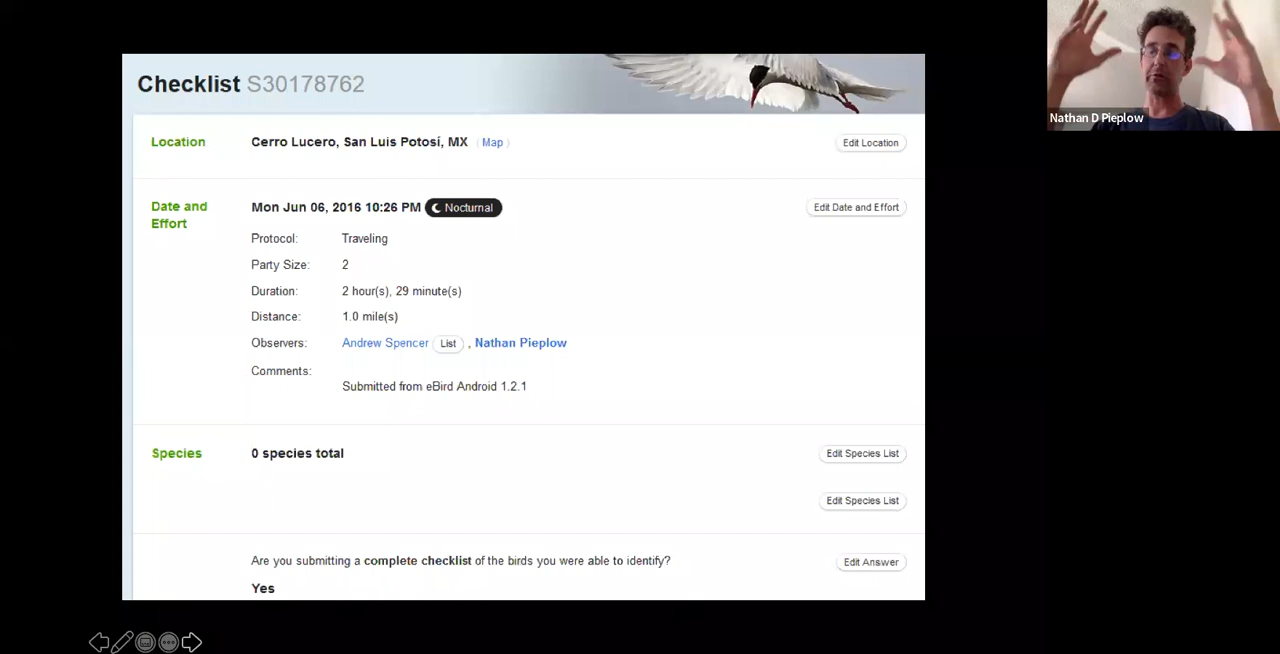 Checklist S30178762
Nathan D Pieplow
Location Cerro Lucero, San Luis Potosí, MX (Map) Edit Location
Date and Effort Mon Jun 06, 2016 10:26 PM Nocturnal Edit Date and Effort
Protocol: Traveling
Party Size: 2
Duration: 2 hour(s), 29 minute(s)
Distance: 1.0 mile(s)
Observers: Andrew Spencer List , Nathan Pieplow
Comments:
Submitted from eBird Android 1.2.1
Species 0 species total Edit Species List
Edit Species List
Are you submitting a complete checklist of the birds you were able to identify? Edit Answer
Yes